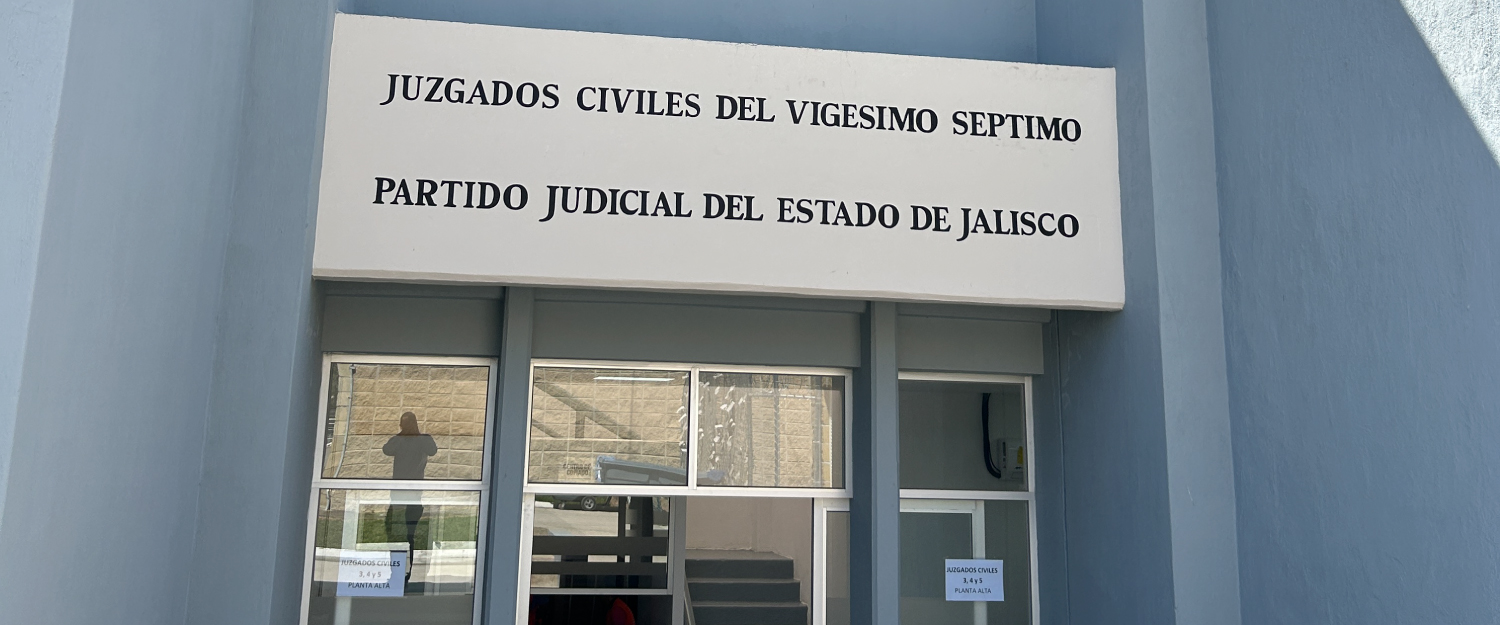 JUZGADOS CIVILES DEL VIGESIMO SEPTIMO
PARTIDO JUDICIAL DEL ESTADO DE JALISCO
JUZGADOS CIVILES
3, 4 y 5
PLANTA ALTA
JUZGADOS CIVILES
3, 4 y 5
PLANTA ALTA